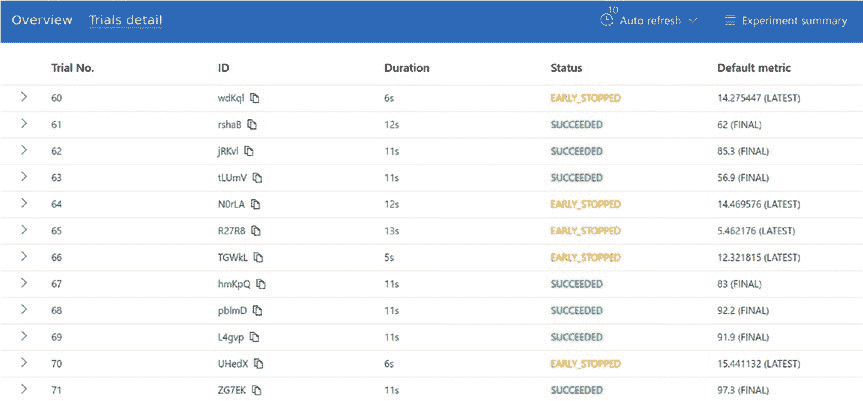 Overview Trials detail 10 Auto refresh Experiment summary
Trial No. ID Duration Status Default metric
60 wdKql 6s EARLY_STOPPED 14.275447 (LATEST)
61 rshaB 12s SUCCEEDED 62 (FINAL)
62 jRKvl 11s SUCCEEDED 85.3 (FINAL)
63 tLUmV 11s SUCCEEDED 56.9 (FINAL)
64 N0rLA 12s EARLY_STOPPED 14.469576 (LATEST)
65 R27R8 13s EARLY_STOPPED 5.462176 (LATEST)
66 TGWkL 5s EARLY_STOPPED 12.321815 (LATEST)
67 hmKpQ 11s SUCCEEDED 83 (FINAL)
68 pblmD 11s SUCCEEDED 92.2 (FINAL)
69 L4gvp 11s SUCCEEDED 91.9 (FINAL)
70 UHedX 6s EARLY_STOPPED 15.441132 (LATEST)
71 ZG7EK 11s SUCCEEDED 97.3 (FINAL)